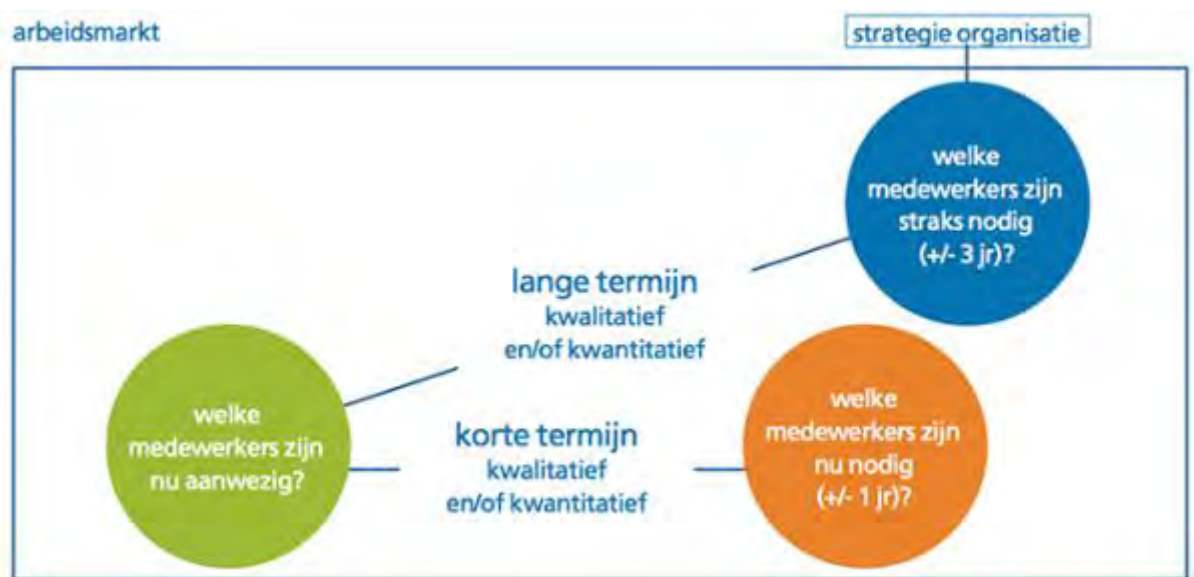 arbeidsmarkt
strategie organisatie
welke
medewerkers zijn
straks nodig
(+/- 3 jr)?
lange termijn
kwalitatief
en/of kwantitatief
welke
medewerkers zijn
nu aanwezig?
korte termijn
kwalitatief
en/of kwantitatief
welke
medewerkers zijn
nu nodig
(+/- 1 jr)?